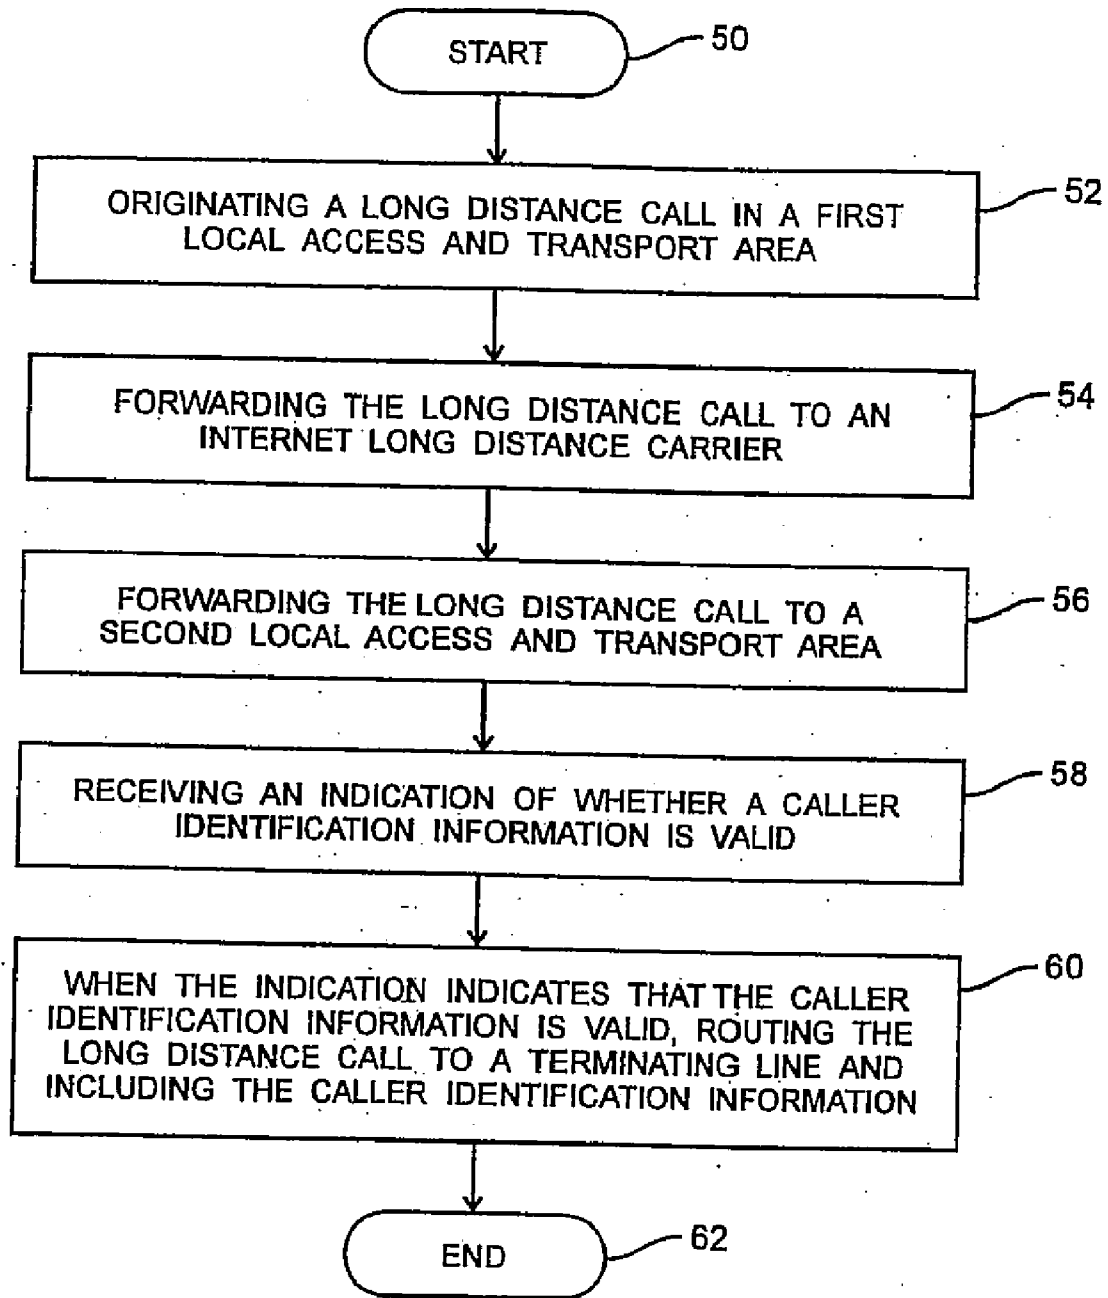 START
50
ORIGINATING A LONG DISTANCE CALL IN A FIRST
LOCAL ACCESS AND TRANSPORT AREA
52
FORWARDING THE LONG DISTANCE CALL TO AN
INTERNET LONG DISTANCE CARRIER
54
FORWARDING THE LONG DISTANCE CALL TO A
SECOND LOCAL ACCESS AND TRANSPORT AREA
56
RECEIVING AN INDICATION OF WHETHER A CALLER
IDENTIFICATION INFORMATION IS VALID
58
WHEN THE INDICATION INDICATES THAT THE CALLER
IDENTIFICATION INFORMATION IS VALID, ROUTING THE
LONG DISTANCE CALL TO A TERMINATING LINE AND
INCLUDING THE CALLER IDENTIFICATION INFORMATION
60
END
62